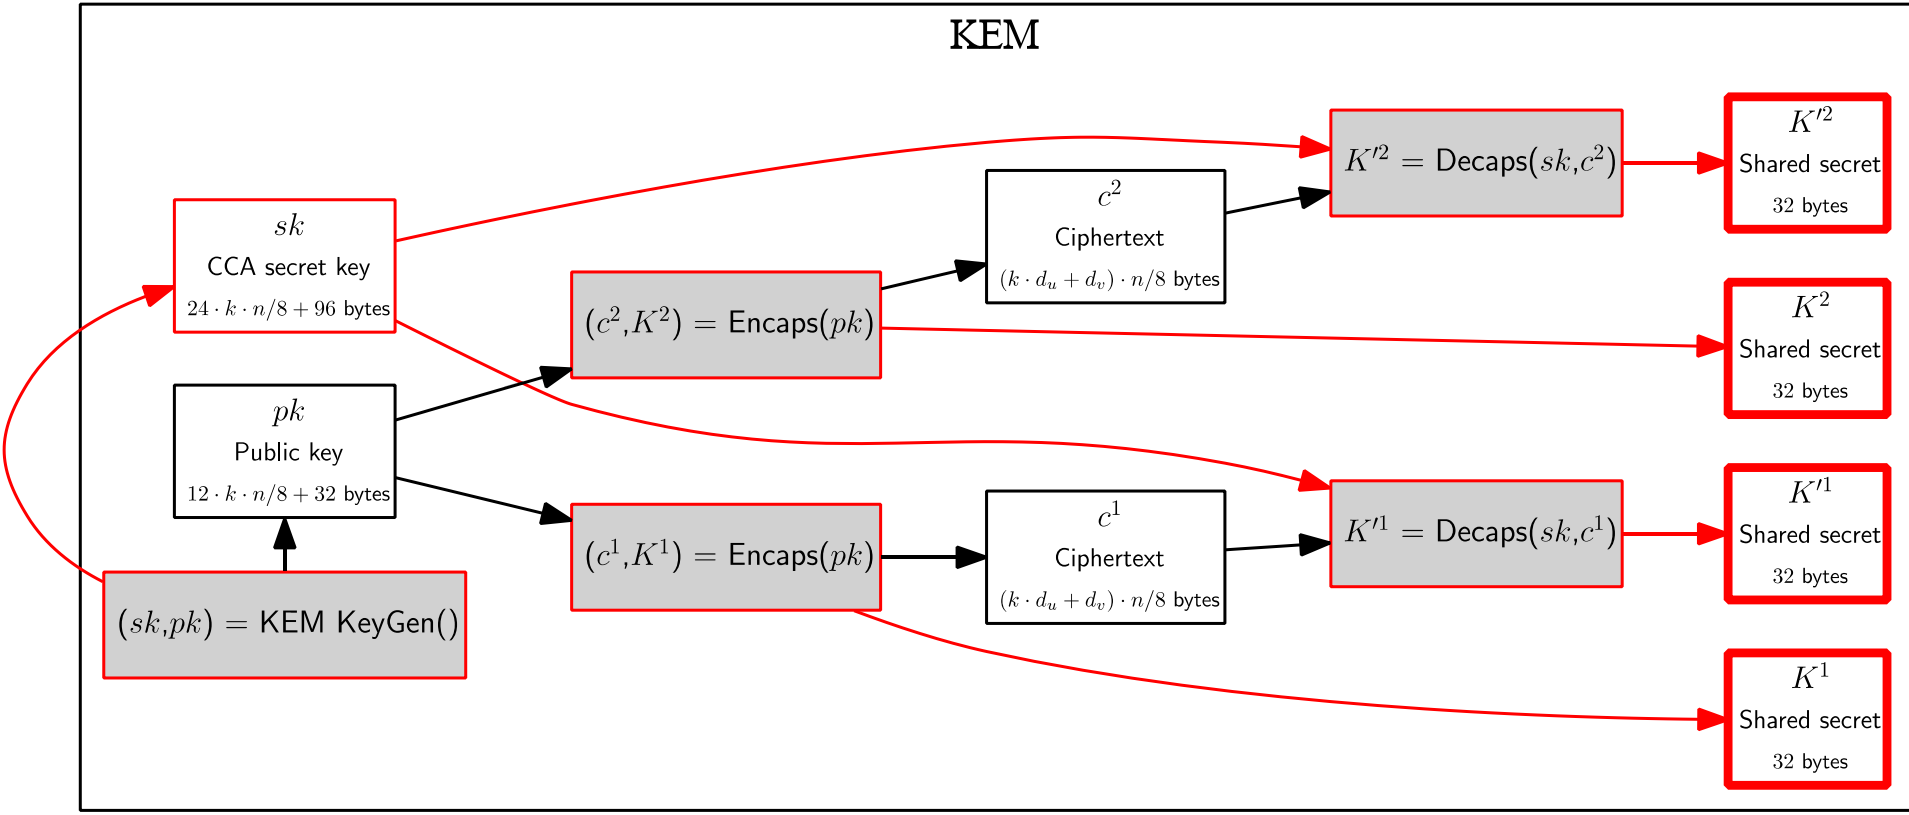 KEM
sk
CCA secret key
24 · k · n/8 + 96 bytes
pk
Public key
12 · k · n/8 + 32 bytes
(sk,pk) = KEM KeyGen()
(c²,K²) = Encaps(pk)
(c¹,K¹) = Encaps(pk)
c²
Ciphertext
(k · dᵤ + dᵥ) · n/8 bytes
c¹
Ciphertext
(k · dᵤ + dᵥ) · n/8 bytes
K′² = Decaps(sk,c²)
K′¹ = Decaps(sk,c¹)
K′²
Shared secret
32 bytes
K²
Shared secret
32 bytes
K′¹
Shared secret
32 bytes
K¹
Shared secret
32 bytes